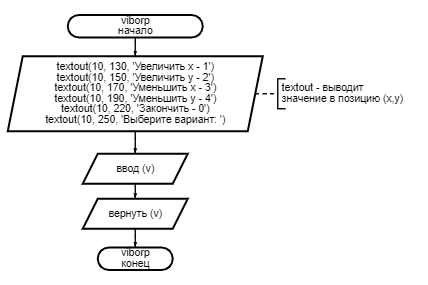 viborp
начало
textout(10, 130, 'Увеличить x - 1')
textout(10, 150, 'Увеличить y - 2')
textout(10, 170, 'Уменьшить x - 3')
textout(10, 190, 'Уменьшить y - 4')
textout(10, 220, 'Закончить - 0')
textout(10, 250, 'Выберите вариант: ')
textout - выводит
значение в позицию (x,y)
ввод (v)
вернуть (v)
viborp
конец